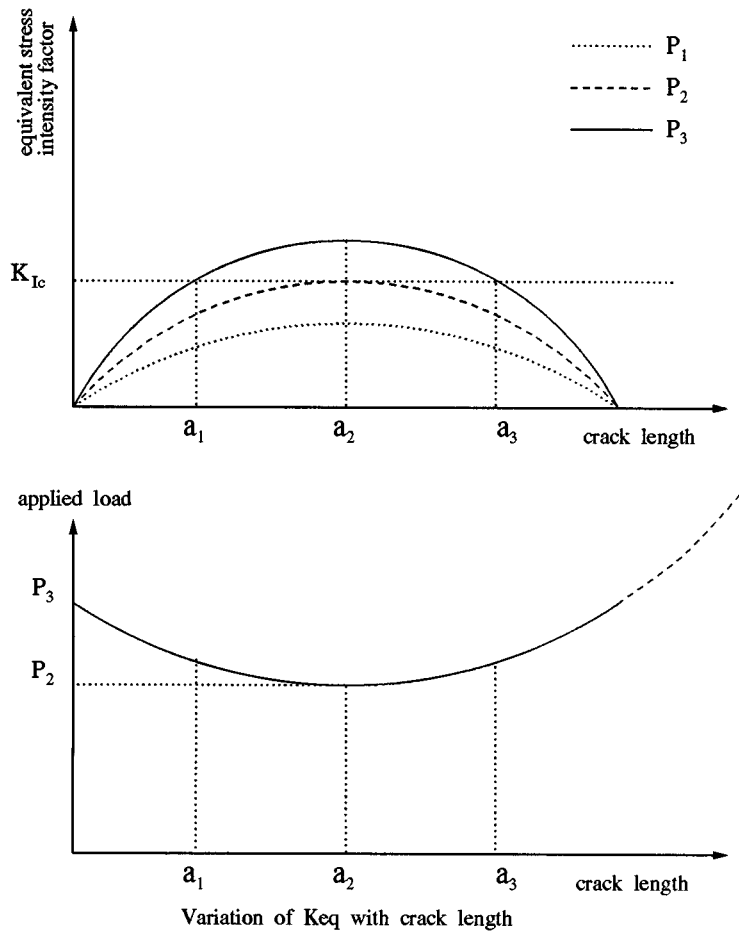 equivalent stress
intensity factor
P1
P2
P3
KIc
a1 a2 a3 crack length
applied load
P3
P2
a1 a2 a3 crack length
Variation of Keq with crack length